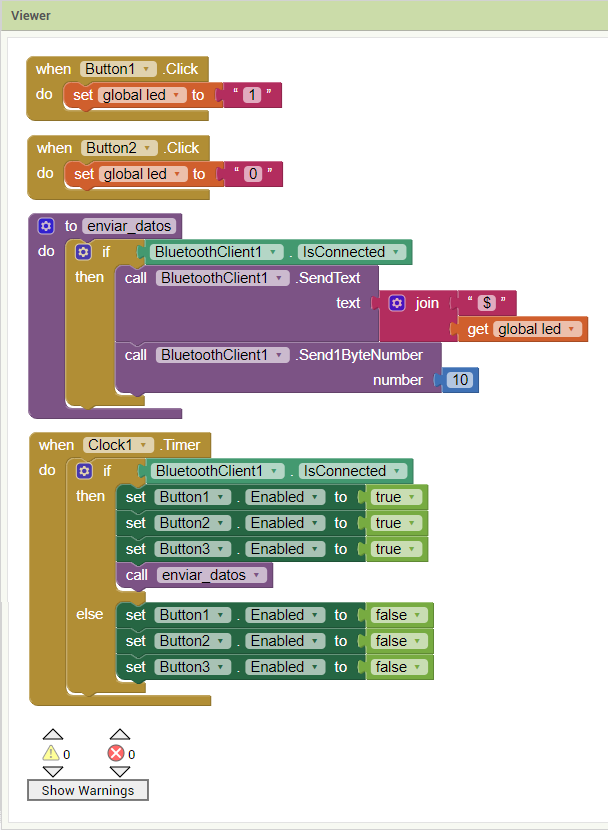 Viewer
when Button1 .Click
do set global led to " 1 "
when Button2 .Click
do set global led to " 0 "
to enviar_datos
do if BluetoothClient1 . IsConnected
then call BluetoothClient1 .SendText
text join " $ "
get global led
call BluetoothClient1 .Send1ByteNumber
number 10
when Clock1 .Timer
do if BluetoothClient1 . IsConnected
then set Button1 . Enabled to true
set Button2 . Enabled to true
set Button3 . Enabled to true
call enviar_datos
else set Button1 . Enabled to false
set Button2 . Enabled to false
set Button3 . Enabled to false
0 0
Show Warnings